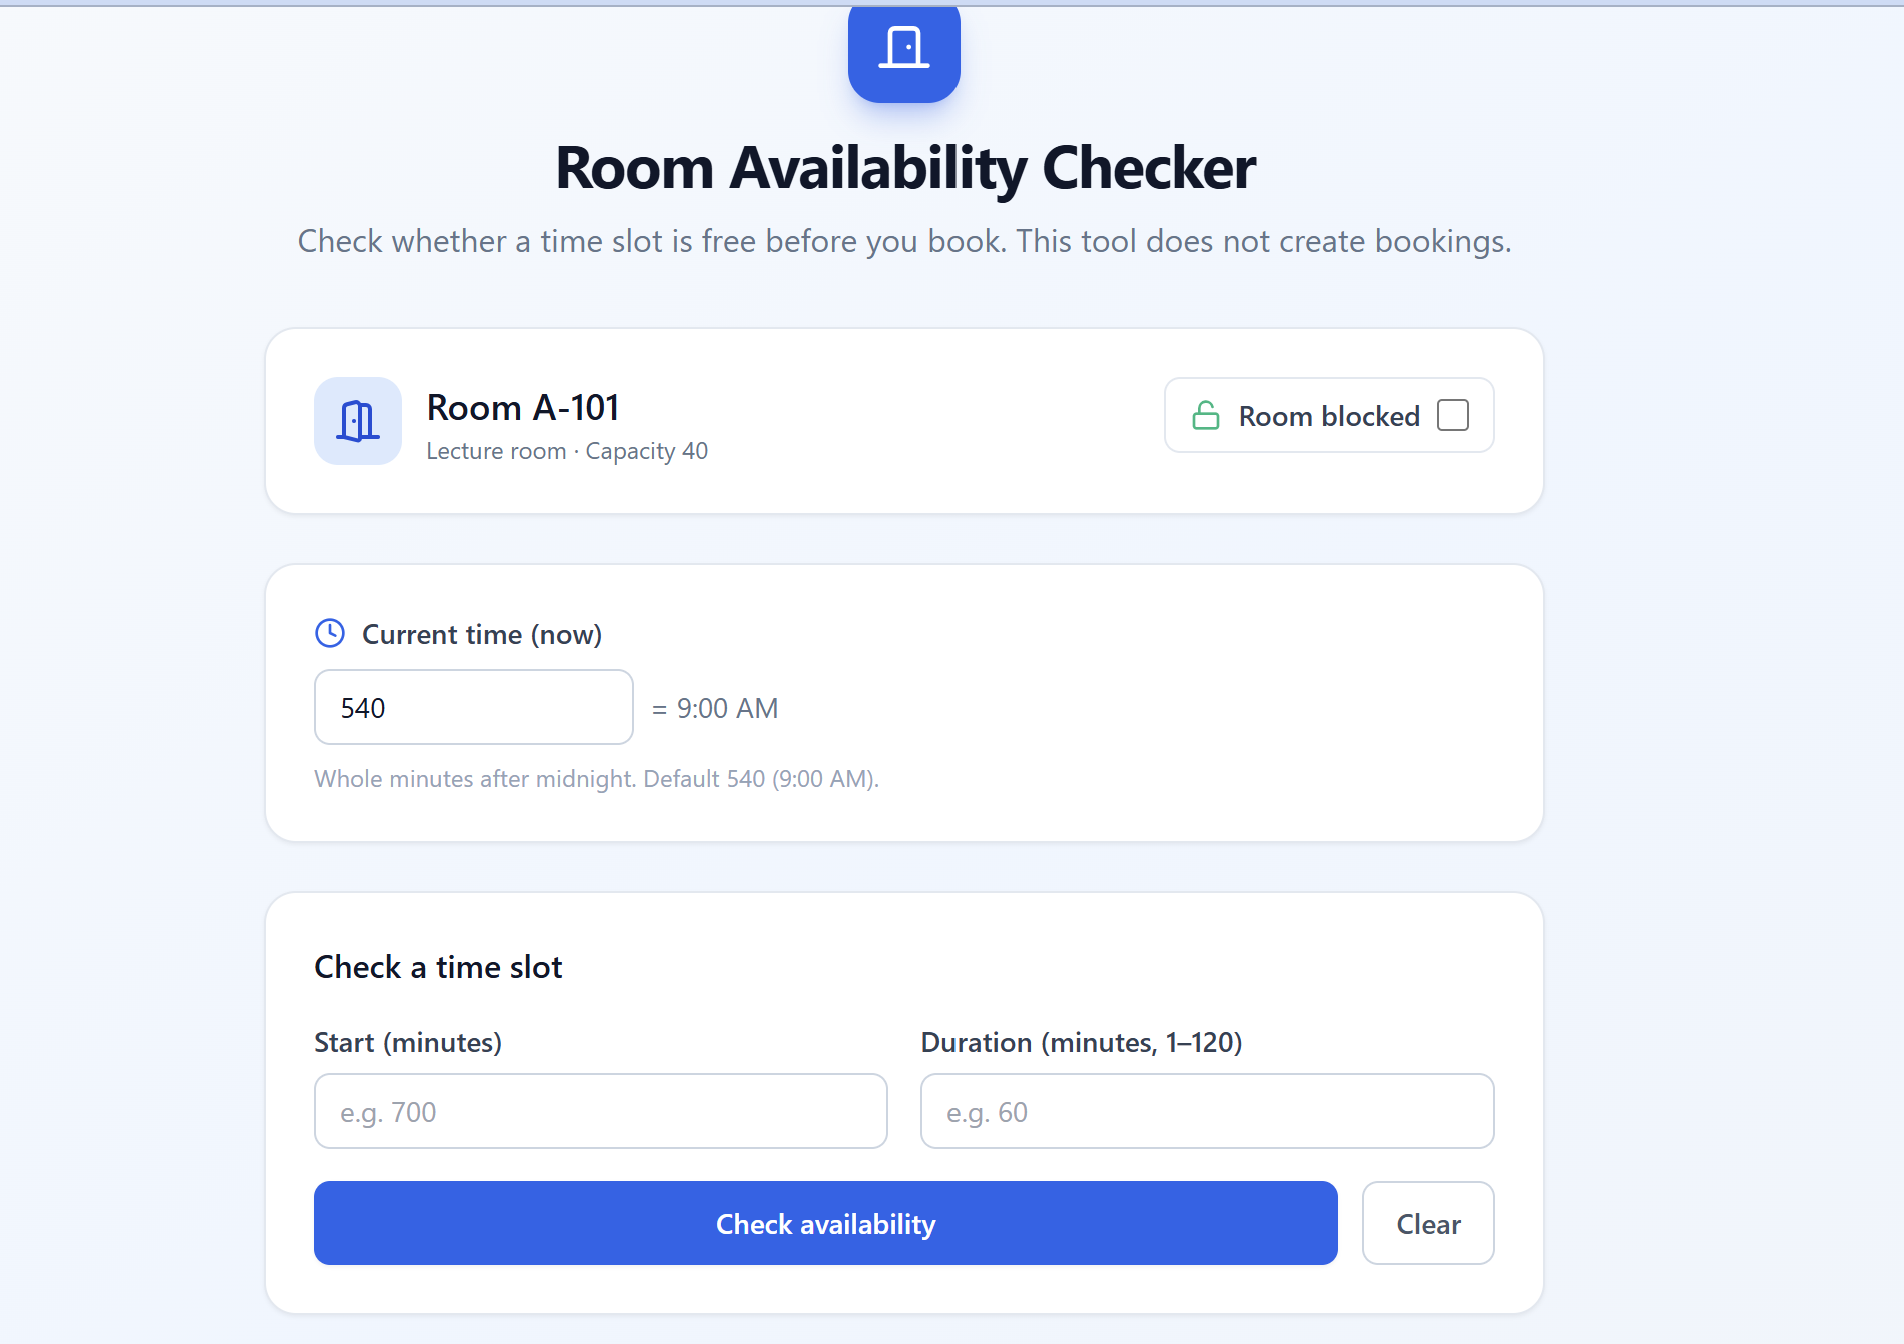 Room Availability Checker
Check whether a time slot is free before you book. This tool does not create bookings.
Room A-101
Lecture room · Capacity 40
Room blocked
Current time (now)
540
= 9:00 AM
Whole minutes after midnight. Default 540 (9:00 AM).
Check a time slot
Start (minutes)
Duration (minutes, 1–120)
e.g. 700
e.g. 60
Check availability
Clear